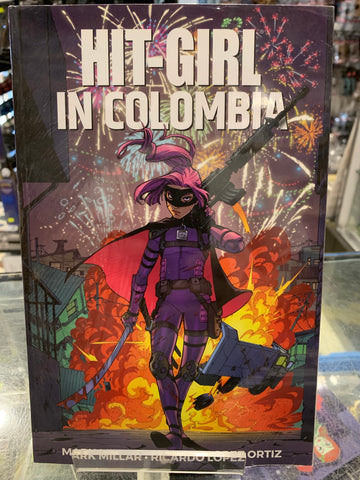 HIT-GIRL
IN COLOMBIA
MARK MILLAR • RICARDO LOPEZ ORTIZ